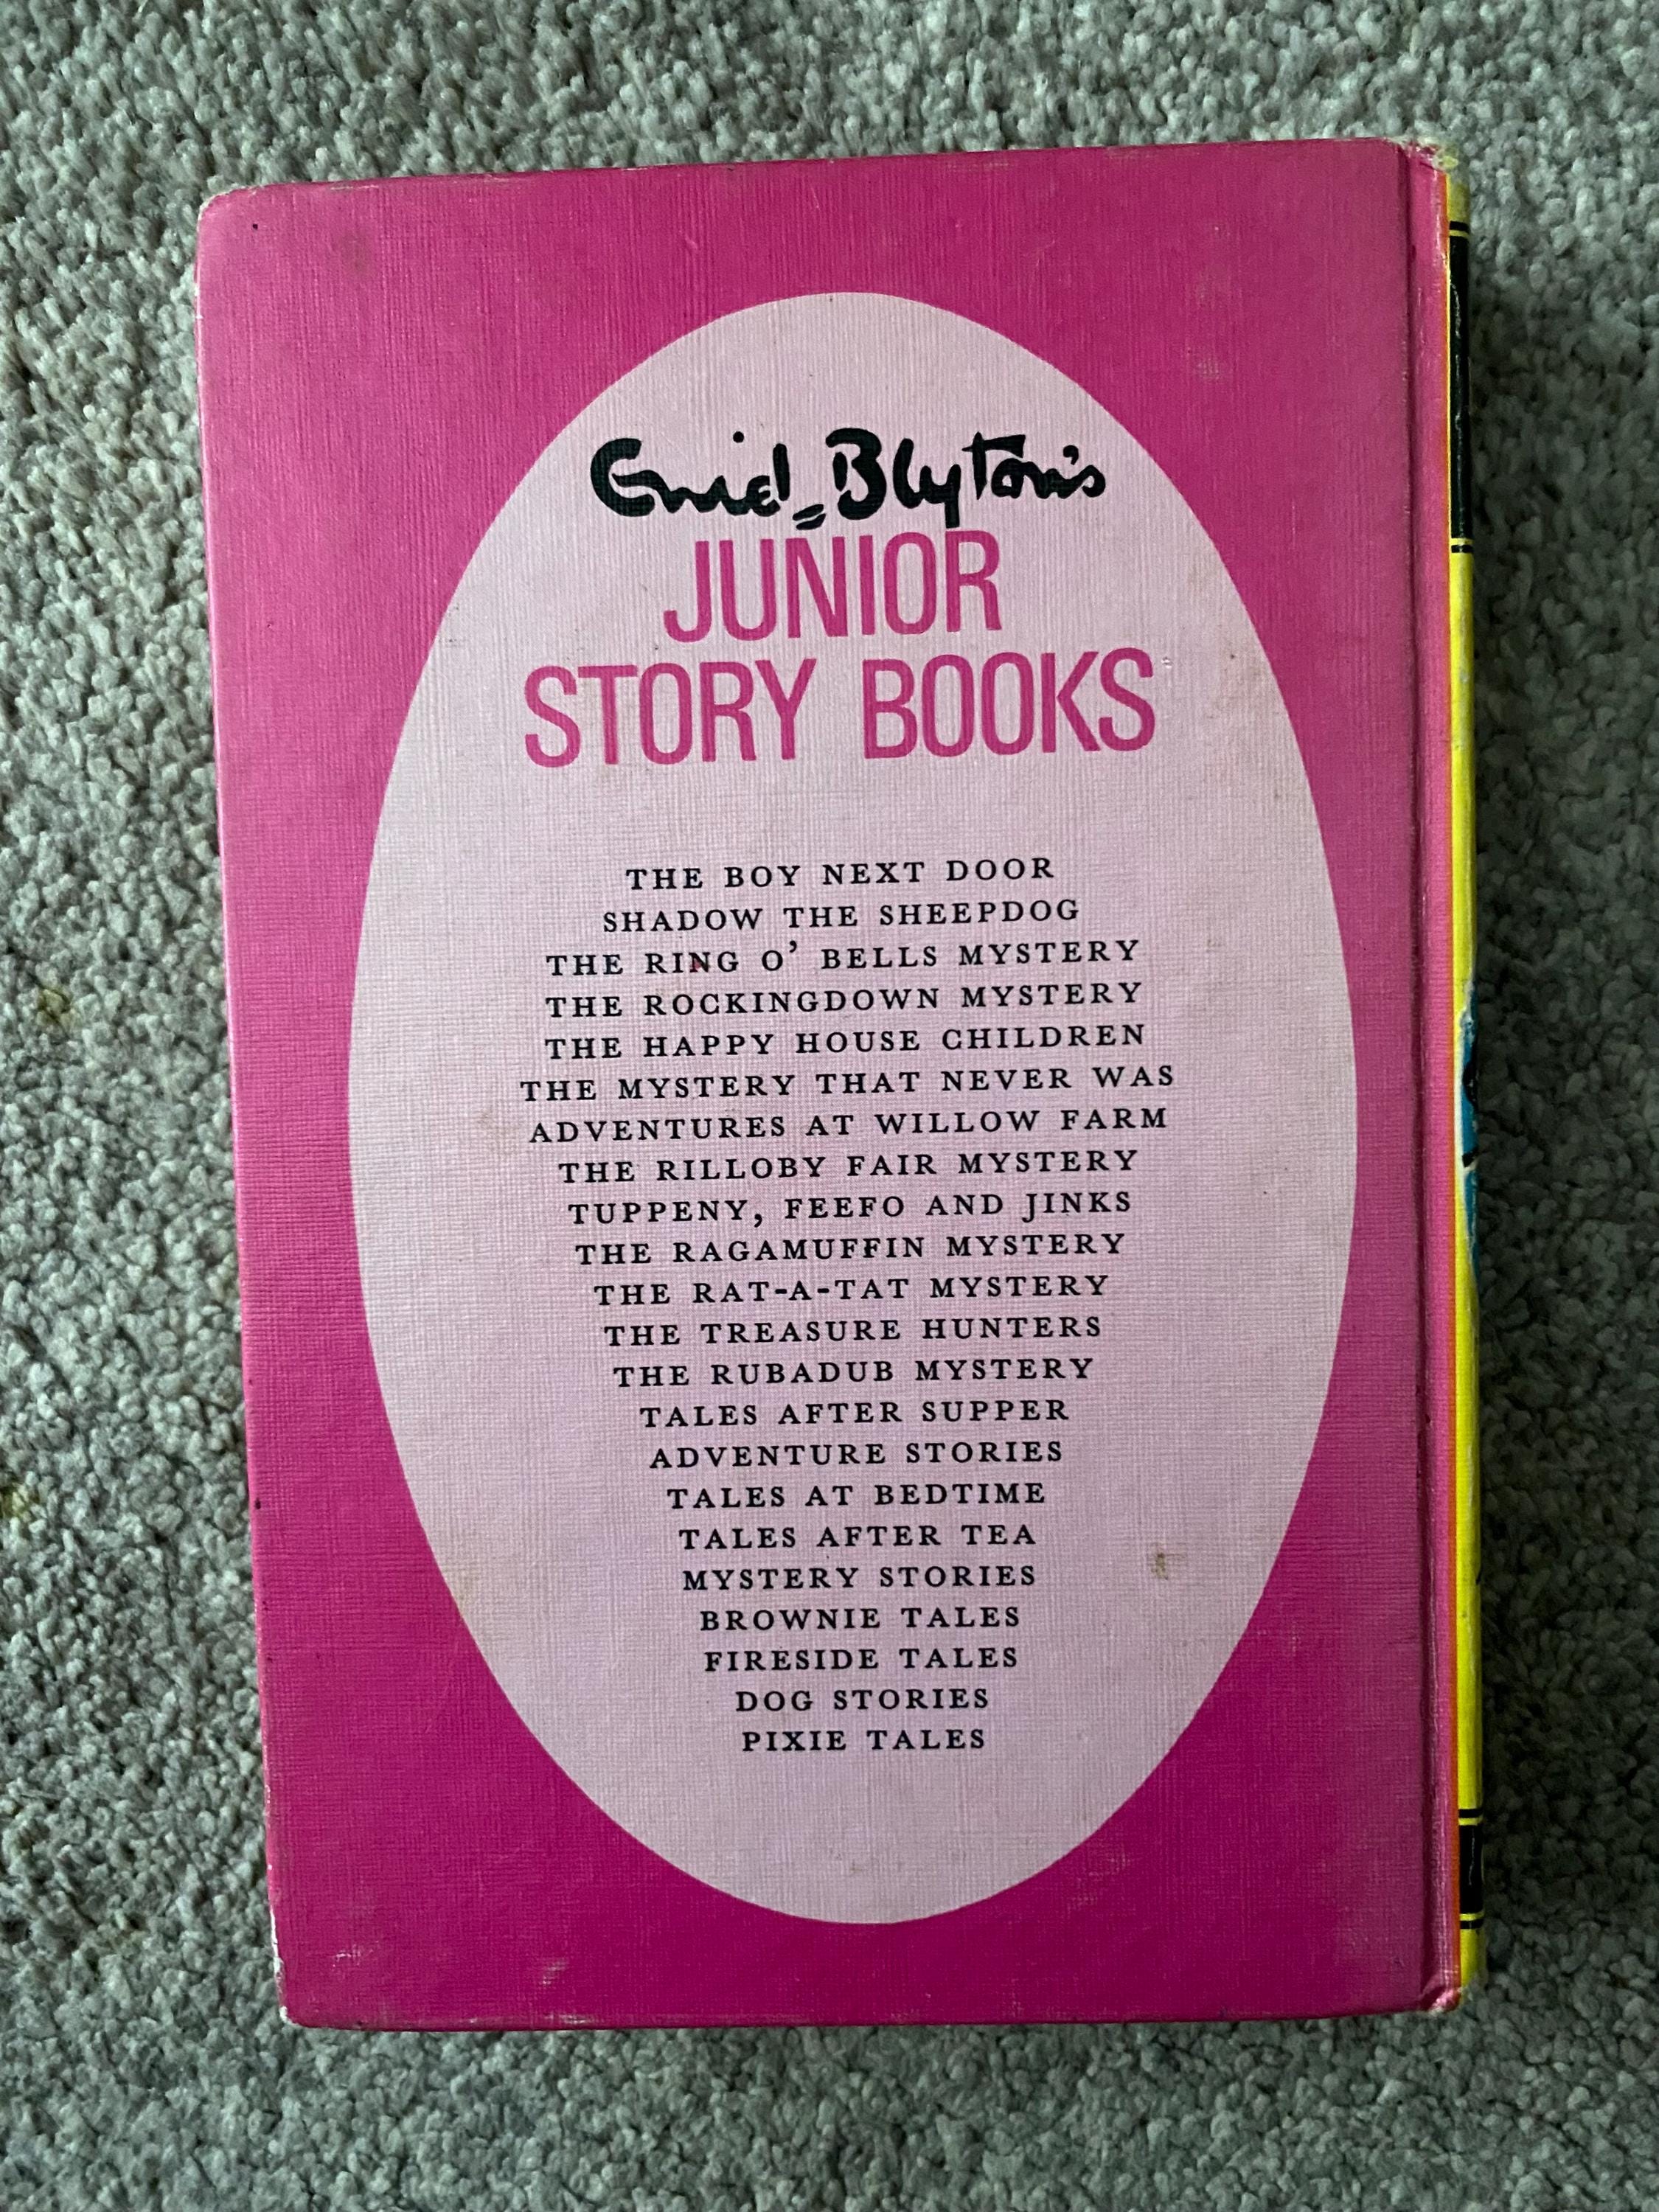 Enid Blyton's
JUNIOR
STORY BOOKS
THE BOY NEXT DOOR
SHADOW THE SHEEPDOG
THE RING O' BELLS MYSTERY
THE ROCKINGDOWN MYSTERY
THE HAPPY HOUSE CHILDREN
THE MYSTERY THAT NEVER WAS
ADVENTURES AT WILLOW FARM
THE RILLOBY FAIR MYSTERY
TUPPENY, FEEFO AND JINKS
THE RAGAMUFFIN MYSTERY
THE RAT-A-TAT MYSTERY
THE TREASURE HUNTERS
THE RUBADUB MYSTERY
TALES AFTER SUPPER
ADVENTURE STORIES
TALES AT BEDTIME
TALES AFTER TEA
MYSTERY STORIES
BROWNIE TALES
FIRESIDE TALES
DOG STORIES
PIXIE TALES